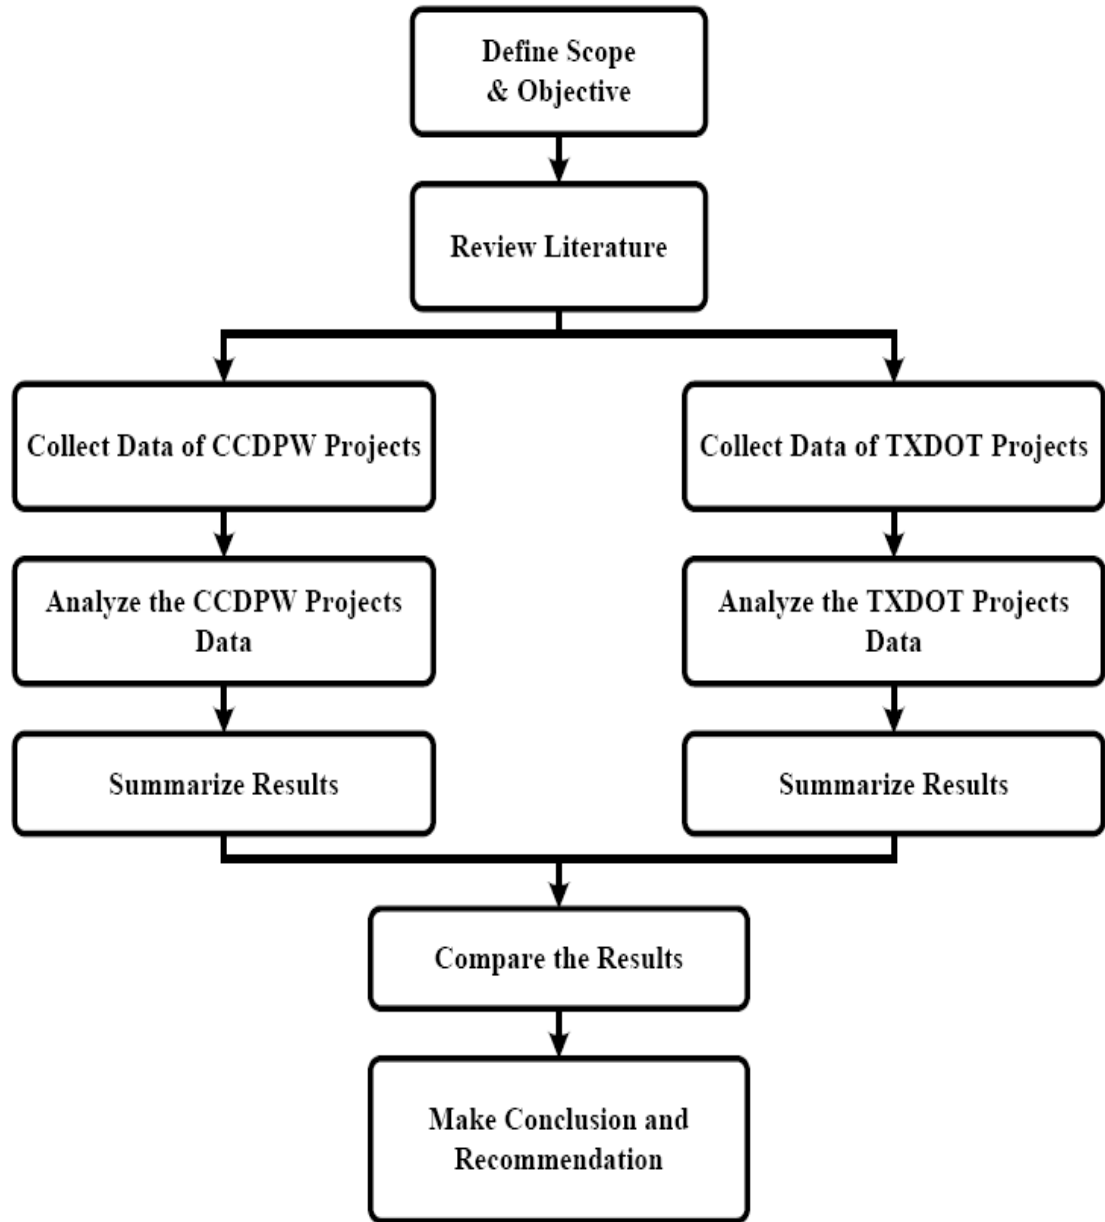 Define Scope
& Objective
Review Literature
Collect Data of CCDPW Projects
Collect Data of TXDOT Projects
Analyze the CCDPW Projects
Data
Analyze the TXDOT Projects
Data
Summarize Results
Summarize Results
Compare the Results
Make Conclusion and
Recommendation